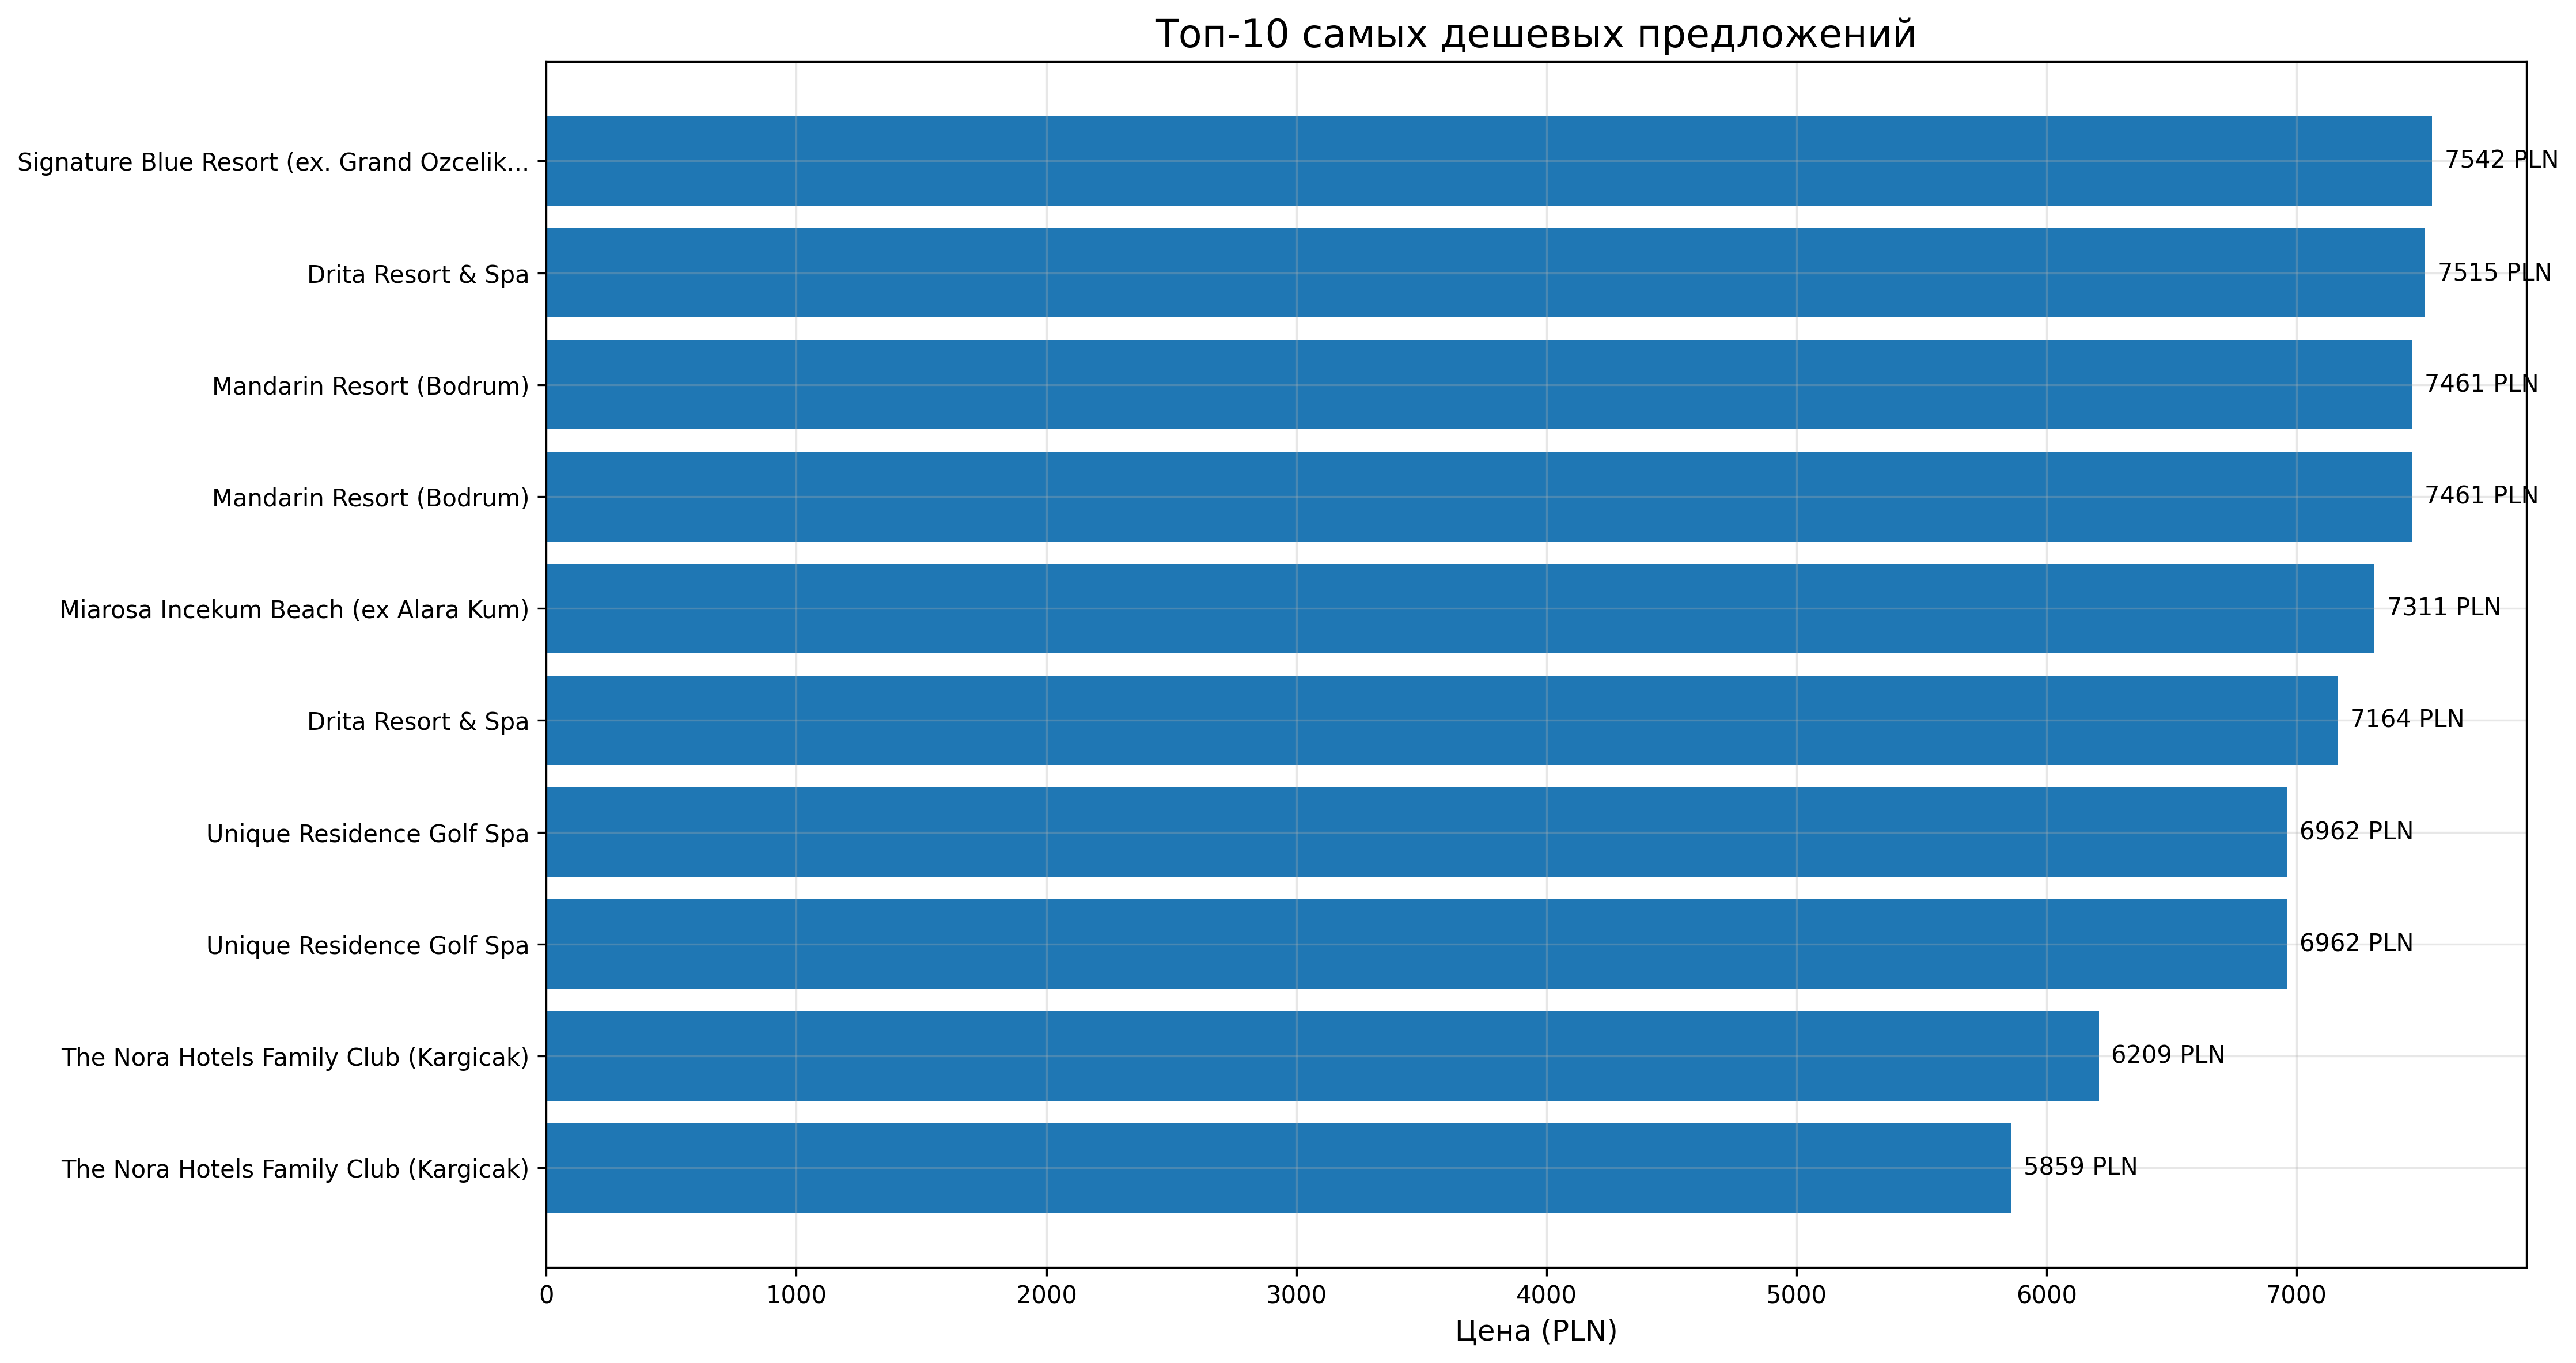 Топ-10 самых дешевых предложений
Signature Blue Resort (ex. Grand Ozcelik...
7542 PLN
Drita Resort & Spa
7515 PLN
Mandarin Resort (Bodrum)
7461 PLN
Mandarin Resort (Bodrum)
7461 PLN
Miarosa Incekum Beach (ex Alara Kum)
7311 PLN
Drita Resort & Spa
7164 PLN
Unique Residence Golf Spa
6962 PLN
Unique Residence Golf Spa
6962 PLN
The Nora Hotels Family Club (Kargicak)
6209 PLN
The Nora Hotels Family Club (Kargicak)
5859 PLN
0 1000 2000 3000 4000 5000 6000 7000
Цена (PLN)